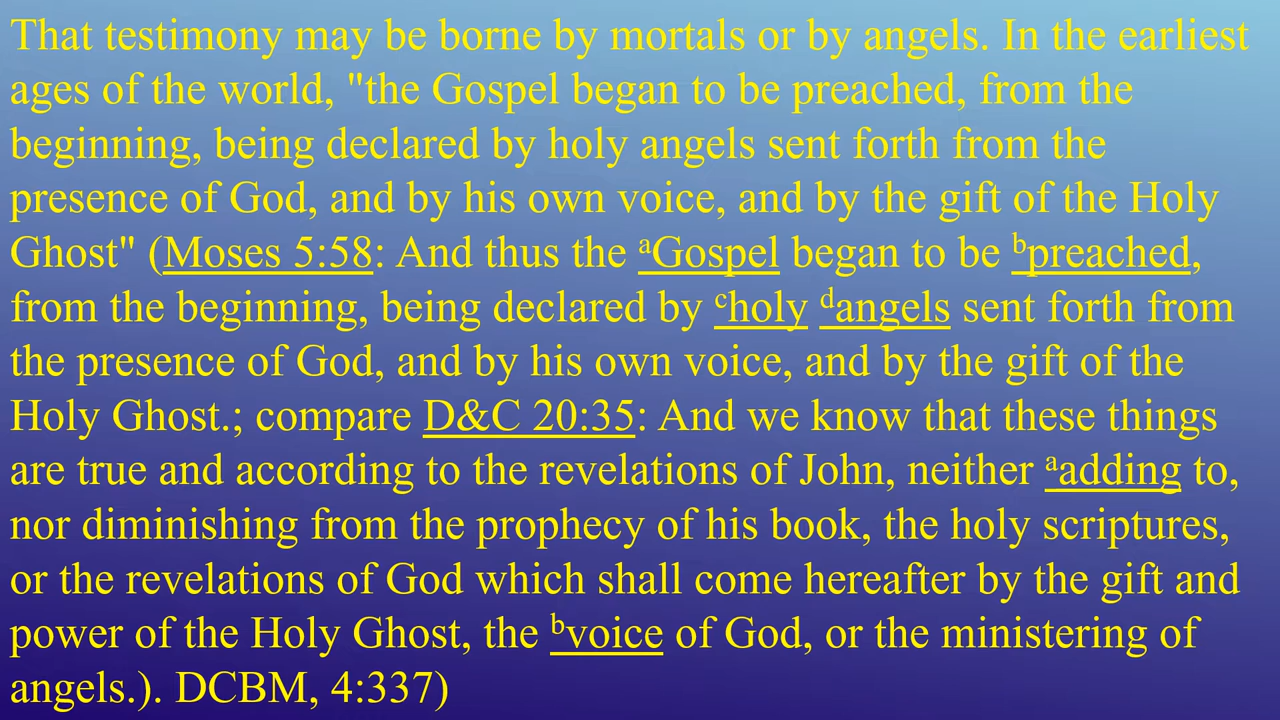 That testimony may be borne by mortals or by angels. In the earliest
ages of the world, "the Gospel began to be preached, from the
beginning, being declared by holy angels sent forth from the
presence of God, and by his own voice, and by the gift of the Holy
Ghost" (Moses 5:58: And thus the aGospel began to be bpreached,
from the beginning, being declared by choly dangels sent forth from
the presence of God, and by his own voice, and by the gift of the
Holy Ghost.; compare D&C 20:35: And we know that these things
are true and according to the revelations of John, neither aadding to,
nor diminishing from the prophecy of his book, the holy scriptures,
or the revelations of God which shall come hereafter by the gift and
power of the Holy Ghost, the bvoice of God, or the ministering of
angels.). DCBM, 4:337)